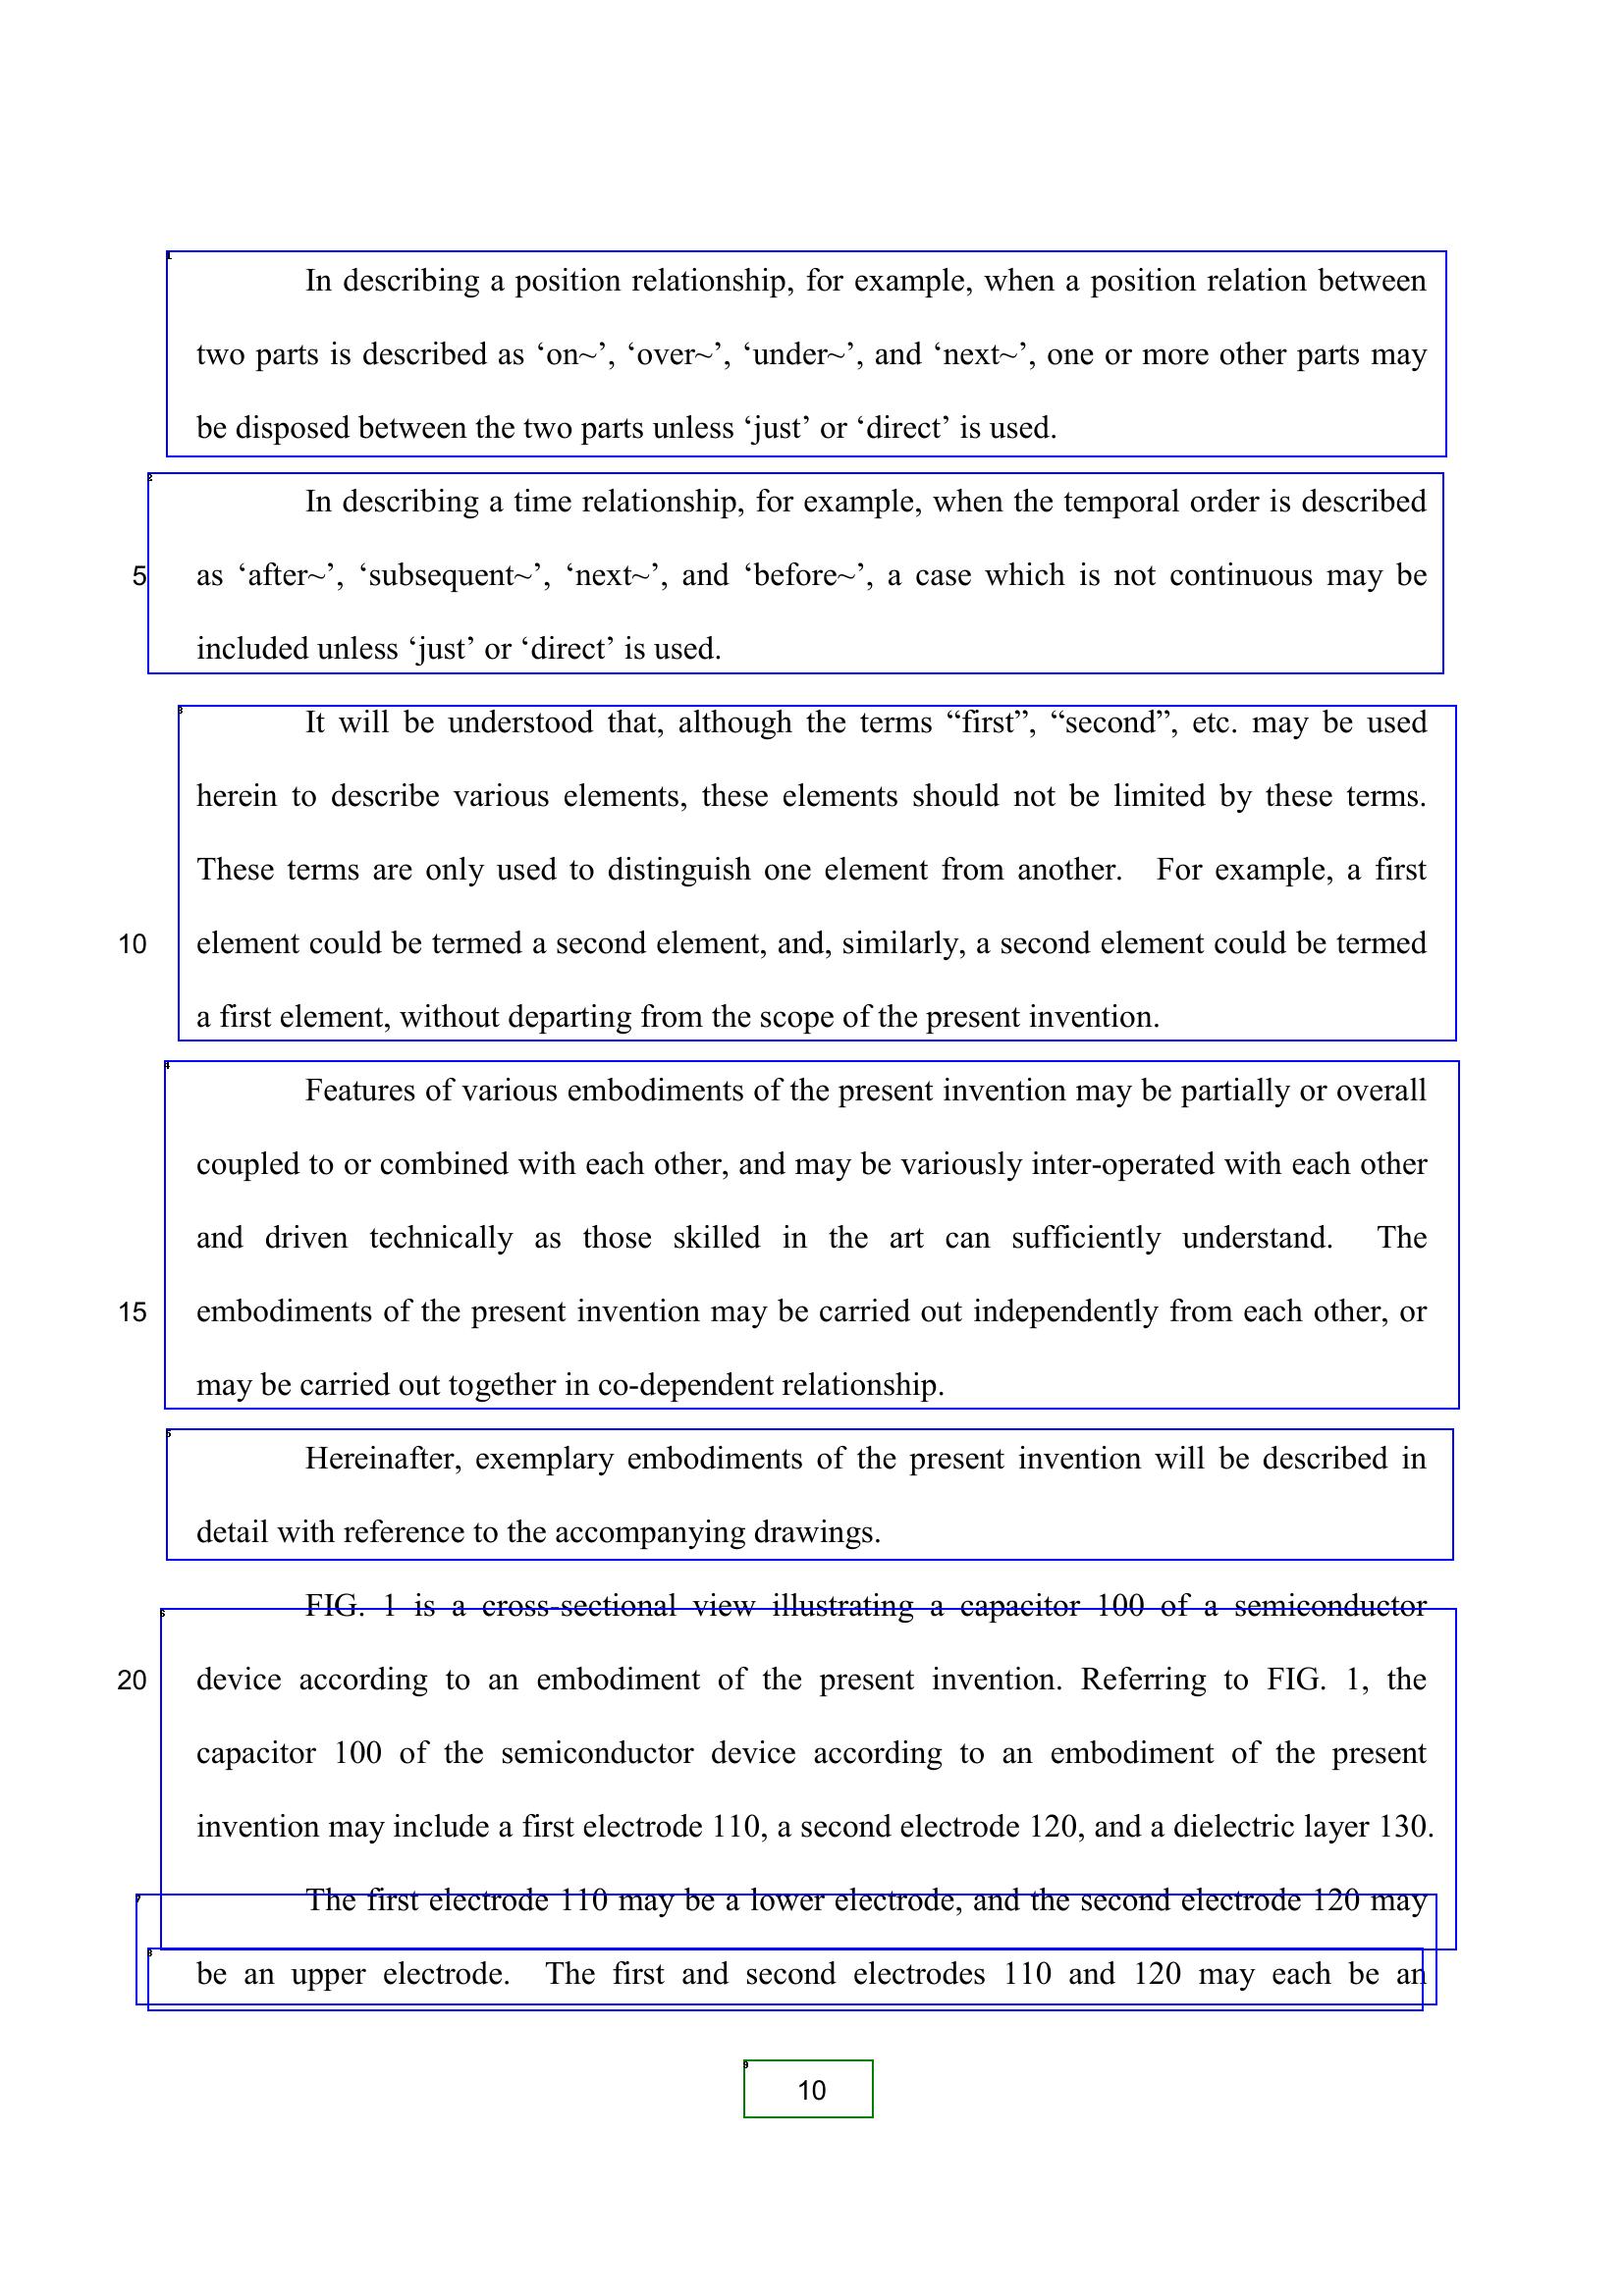 In describing a position relationship, for example, when a position relation between
two parts is described as ‘on~’, ‘over~’, ‘under~’, and ‘next~’, one or more other parts may
be disposed between the two parts unless ‘just’ or ‘direct’ is used.
In describing a time relationship, for example, when the temporal order is described
5 as ‘after~’, ‘subsequent~’, ‘next~’, and ‘before~’, a case which is not continuous may be
included unless ‘just’ or ‘direct’ is used.
It will be understood that, although the terms “first”, “second”, etc. may be used
herein to describe various elements, these elements should not be limited by these terms.
These terms are only used to distinguish one element from another. For example, a first
10 element could be termed a second element, and, similarly, a second element could be termed
a first element, without departing from the scope of the present invention.
Features of various embodiments of the present invention may be partially or overall
coupled to or combined with each other, and may be variously inter-operated with each other
and driven technically as those skilled in the art can sufficiently understand. The
15 embodiments of the present invention may be carried out independently from each other, or
may be carried out together in co-dependent relationship.
Hereinafter, exemplary embodiments of the present invention will be described in
detail with reference to the accompanying drawings.
FIG. 1 is a cross-sectional view illustrating a capacitor 100 of a semiconductor
20 device according to an embodiment of the present invention. Referring to FIG. 1, the
capacitor 100 of the semiconductor device according to an embodiment of the present
invention may include a first electrode 110, a second electrode 120, and a dielectric layer 130.
The first electrode 110 may be a lower electrode, and the second electrode 120 may
be an upper electrode. The first and second electrodes 110 and 120 may each be an
10